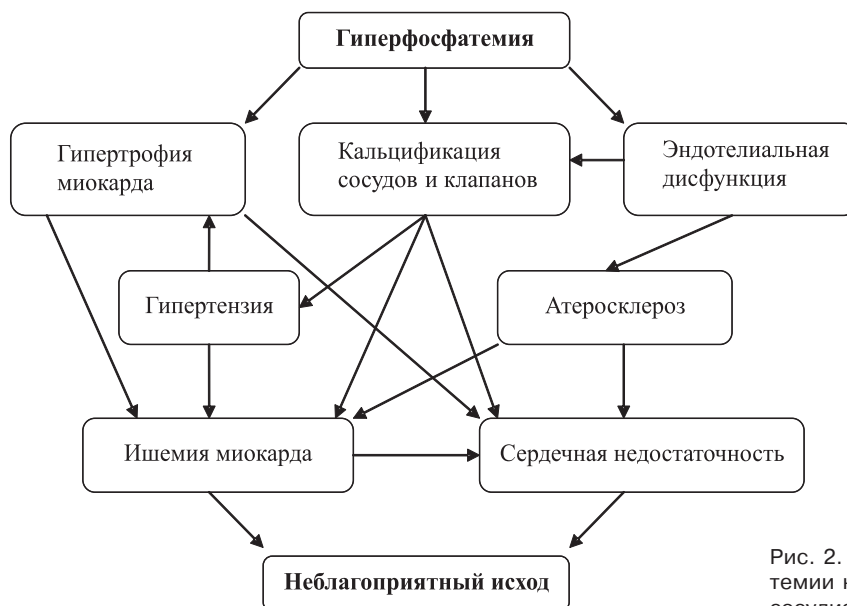 Гиперфосфатемия
Гипертрофия
миокарда
Кальцификация
сосудов и клапанов
Эндотелиальная
дисфункция
Гипертензия
Атеросклероз
Ишемия миокарда
Сердечная недостаточность
Неблагоприятный исход
Рис. 2.
темии